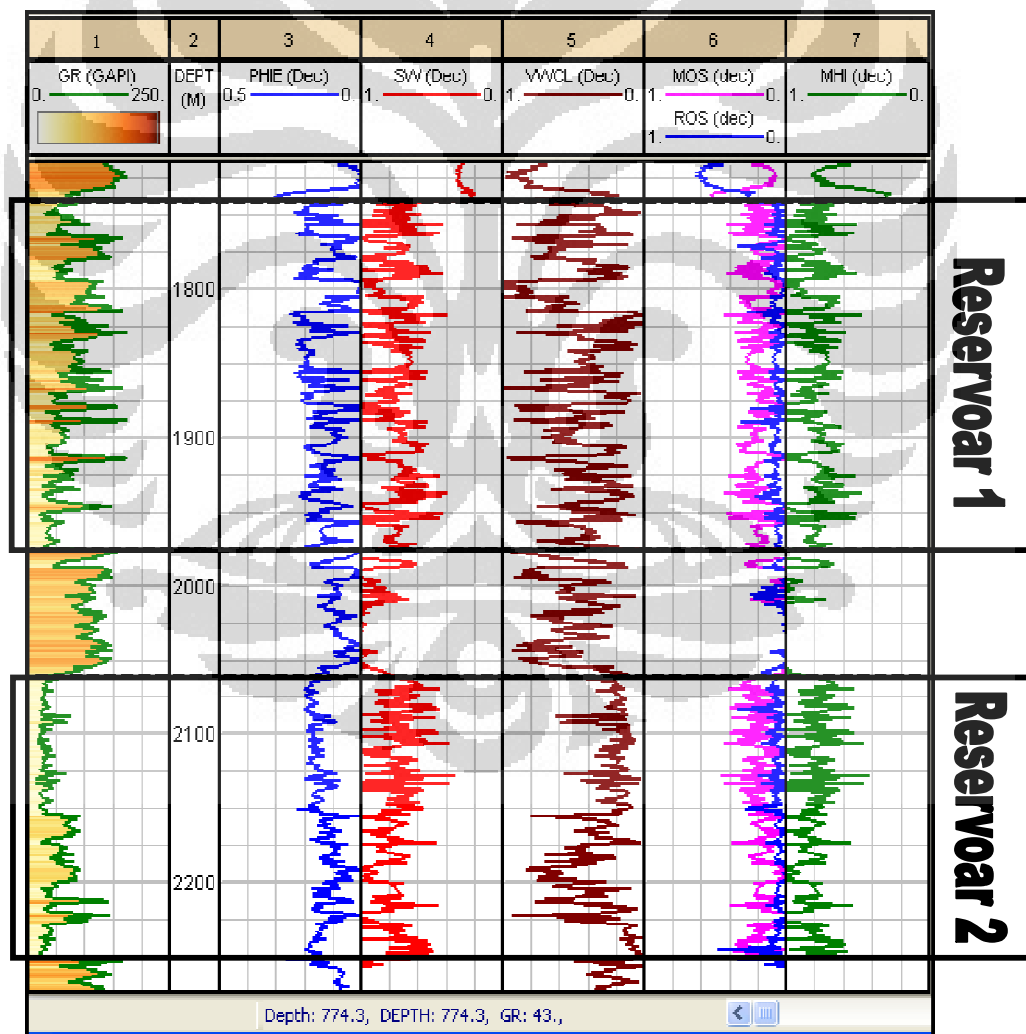 1 2 3 4 5 6 7
GR (GAPI) DEPT PHIE (Dec) SW (Dec) VWCL (Dec) MOS (dec) MHI (dec)
0. 250. (M) 0.5 0. 1. 0. 1. 0. 1. 0. 1. 0.
ROS (dec)
1. 0.
1800
1900
2000
2100
2200
Reservoar 1
Reservoar 2
Depth: 774.3, DEPTH: 774.3, GR: 43.,